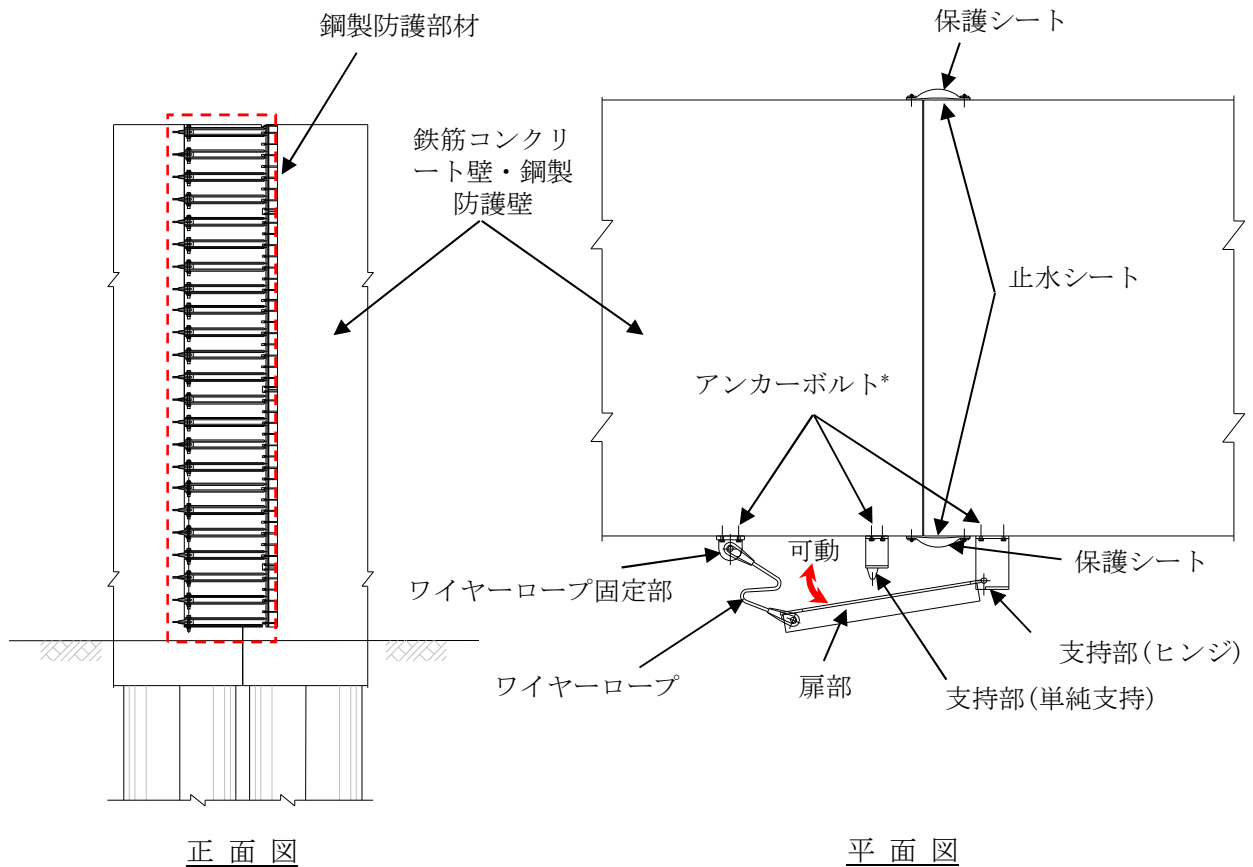 鋼製防護部材
保護シート
鉄筋コンクリ
ート壁・鋼製
防護壁
止水シート
アンカーボルト*
可動
保護シート
ワイヤーロープ固定部
支持部(ヒンジ)
ワイヤーロープ
扉部
支持部(単純支持)
正面図
平面図